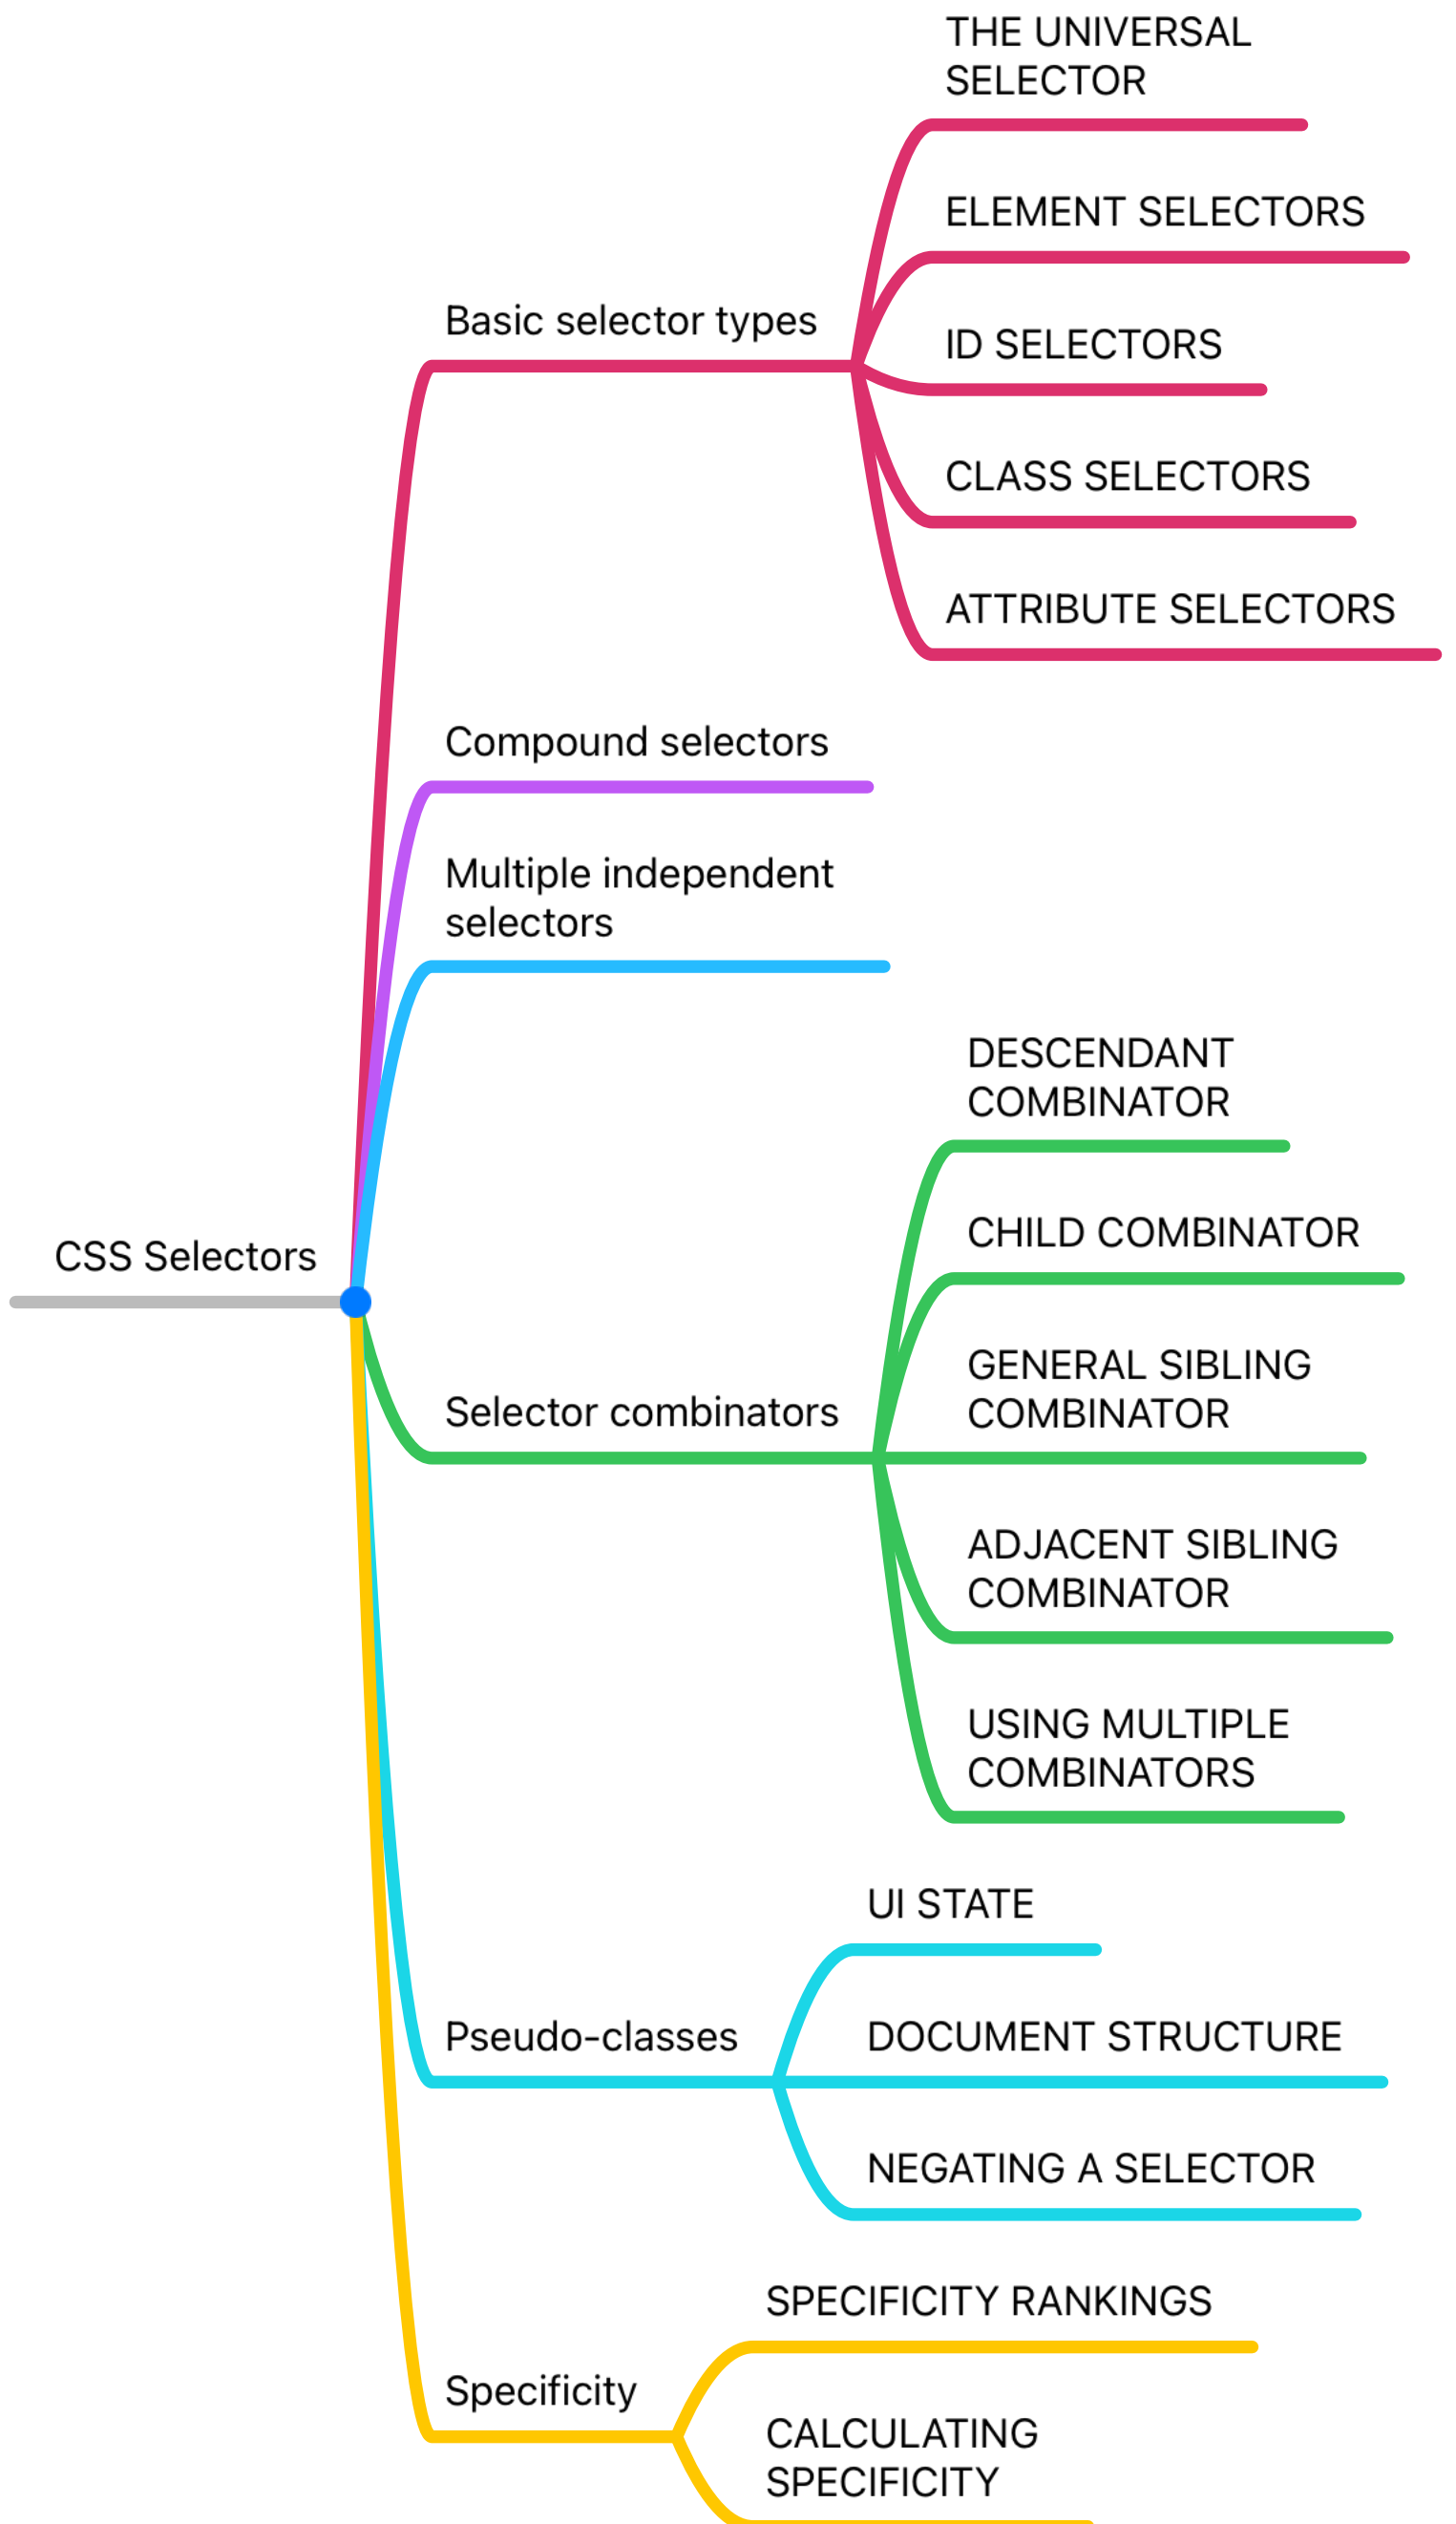 THE UNIVERSAL
SELECTOR
ELEMENT SELECTORS
ID SELECTORS
CLASS SELECTORS
ATTRIBUTE SELECTORS
Basic selector types
Compound selectors
Multiple independent
selectors
CSS Selectors
DESCENDANT
COMBINATOR
CHILD COMBINATOR
GENERAL SIBLING
COMBINATOR
ADJACENT SIBLING
COMBINATOR
USING MULTIPLE
COMBINATORS
Selector combinators
UI STATE
DOCUMENT STRUCTURE
NEGATING A SELECTOR
Pseudo-classes
SPECIFICITY RANKINGS
CALCULATING
SPECIFICITY
Specificity